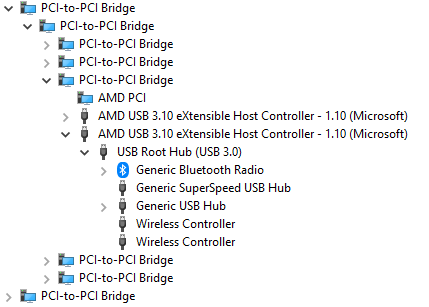 PCI-to-PCI Bridge
PCI-to-PCI Bridge
PCI-to-PCI Bridge
PCI-to-PCI Bridge
PCI-to-PCI Bridge
AMD PCI
AMD USB 3.10 eXtensible Host Controller - 1.10 (Microsoft)
AMD USB 3.10 eXtensible Host Controller - 1.10 (Microsoft)
USB Root Hub (USB 3.0)
Generic Bluetooth Radio
Generic SuperSpeed USB Hub
Generic USB Hub
Wireless Controller
Wireless Controller
PCI-to-PCI Bridge
PCI-to-PCI Bridge
PCI-to-PCI Bridge